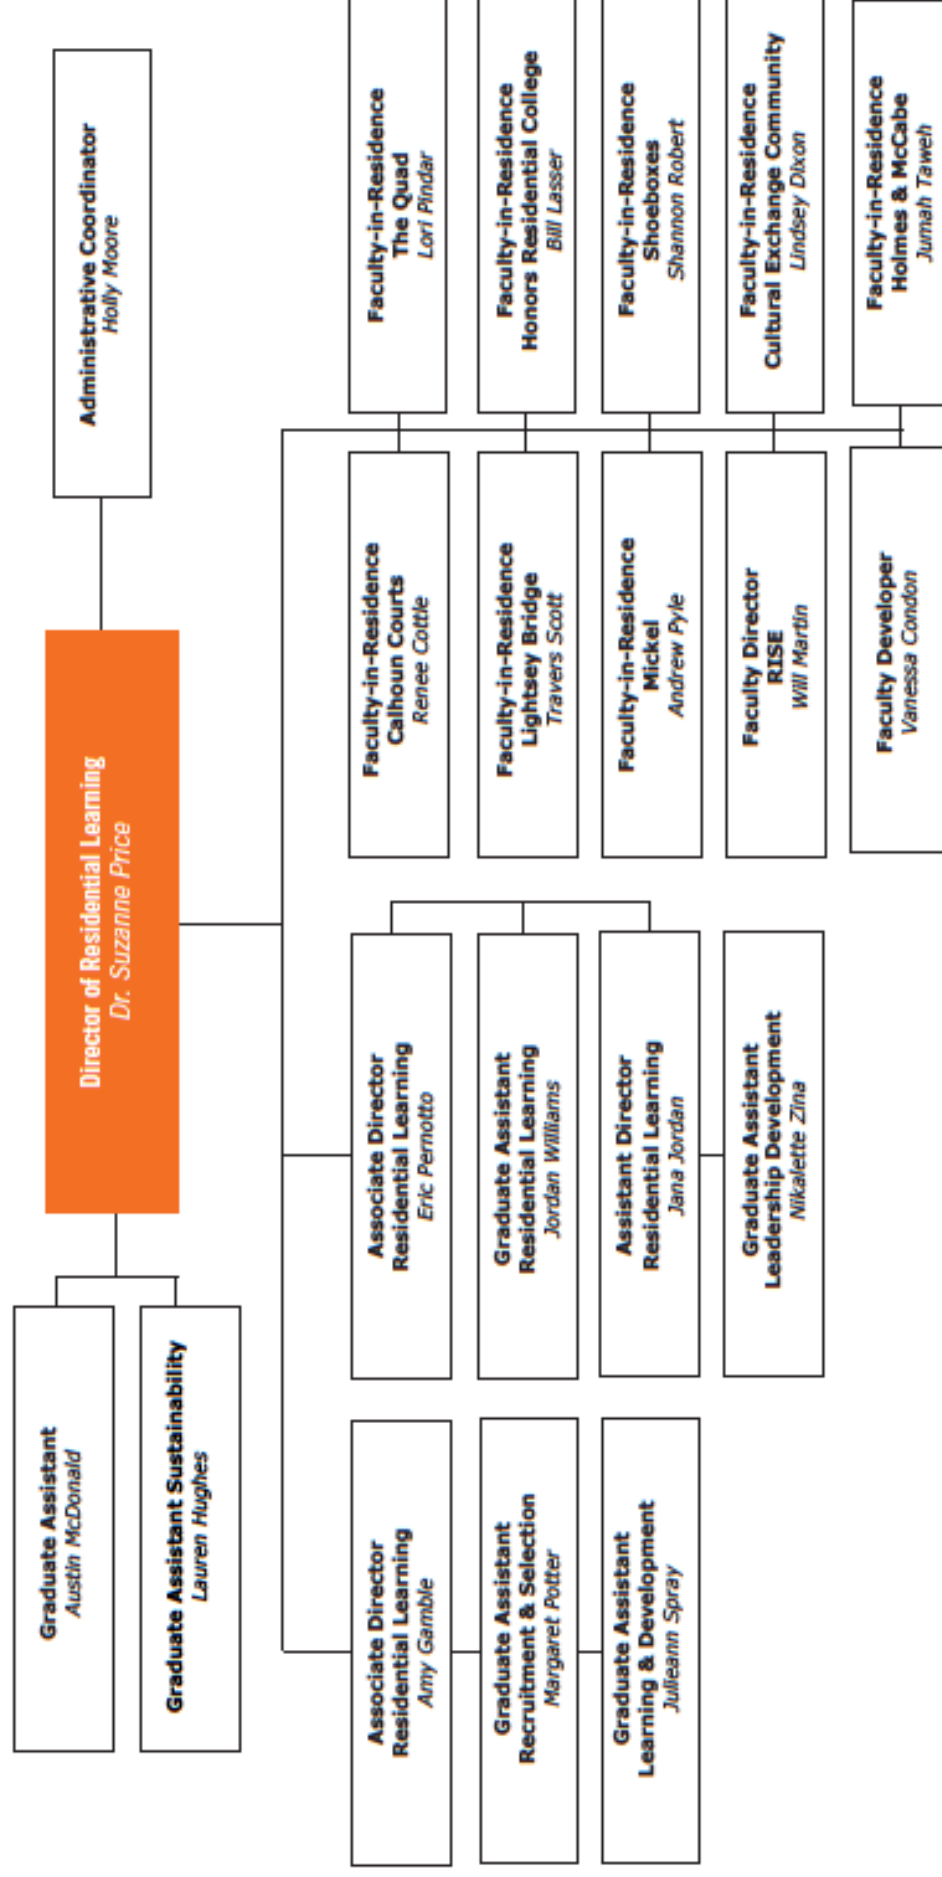 Director of Residential Learning
Dr. Suzanne Price
Graduate Assistant
Austin McDonald
Graduate Assistant Sustainability
Lauren Hughes
Administrative Coordinator
Holly Moore
Associate Director
Residential Learning
Amy Gamble
Graduate Assistant
Recruitment & Selection
Margaret Potter
Graduate Assistant
Learning & Development
Julieann Spray
Associate Director
Residential Learning
Eric Pernotto
Graduate Assistant
Residential Learning
Jordan Williams
Assistant Director
Residential Learning
Jana Jordan
Graduate Assistant
Leadership Development
Nikalette Zina
Faculty-in-Residence
Calhoun Courts
Renee Cottle
Faculty-in-Residence
Lightsey Bridge
Travers Scott
Faculty-in-Residence
Mickel
Andrew Pyle
Faculty Director
RISE
Will Martin
Faculty Developer
Vanessa Condon
Faculty-in-Residence
The Quad
Lori Pindar
Faculty-in-Residence
Honors Residential College
Bill Lasser
Faculty-in-Residence
Shoeboxes
Shannon Robert
Faculty-in-Residence
Cultural Exchange Community
Lindsey Dixon
Faculty-in-Residence
Holmes & McCabe
Jumah Taweh